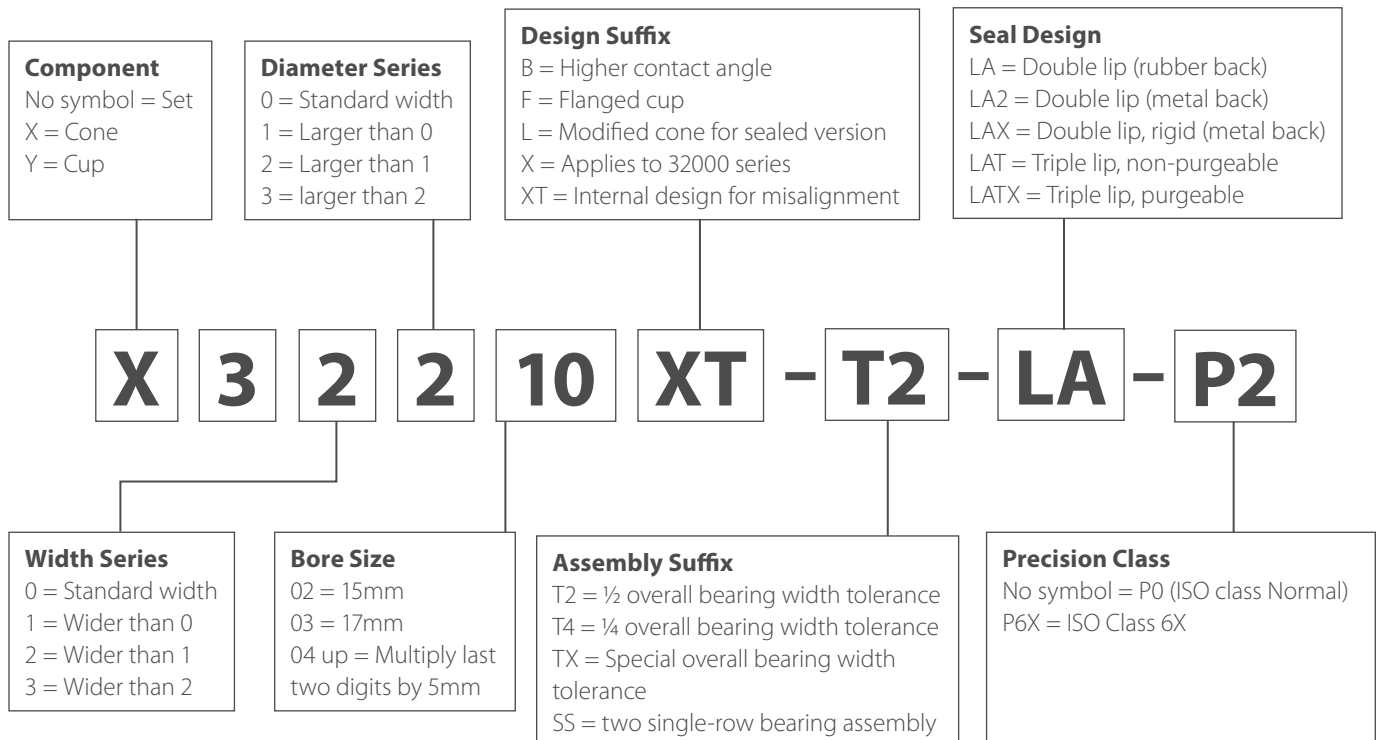 Component
No symbol = Set
X = Cone
Y = Cup
Diameter Series
0 = Standard width
1 = Larger than 0
2 = Larger than 1
3 = larger than 2
Design Suffix
B = Higher contact angle
F = Flanged cup
L = Modified cone for sealed version
X = Applies to 32000 series
XT = Internal design for misalignment
Seal Design
LA = Double lip (rubber back)
LA2 = Double lip (metal back)
LAX = Double lip, rigid (metal back)
LAT = Triple lip, non-purgeable
LATX = Triple lip, purgeable
X 3 2 2 10 XT – T2 – LA – P2
Width Series
0 = Standard width
1 = Wider than 0
2 = Wider than 1
3 = Wider than 2
Bore Size
02 = 15mm
03 = 17mm
04 up = Multiply last
two digits by 5mm
Assembly Suffix
T2 = ½ overall bearing width tolerance
T4 = ¼ overall bearing width tolerance
TX = Special overall bearing width
tolerance
SS = two single-row bearing assembly
Precision Class
No symbol = P0 (ISO class Normal)
P6X = ISO Class 6X